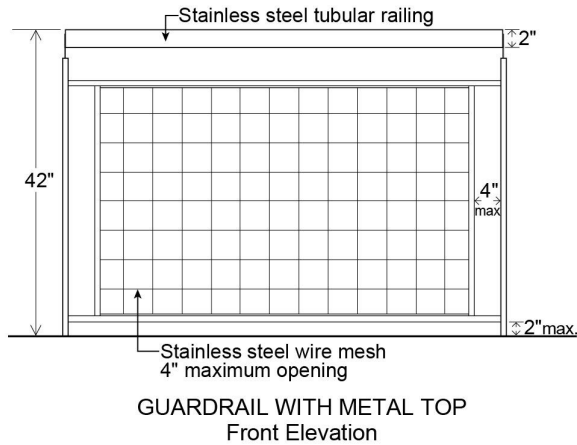 Stainless steel tubular railing
2"
42"
4"
max
2" max.
Stainless steel wire mesh
4" maximum opening
GUARDRAIL WITH METAL TOP
Front Elevation